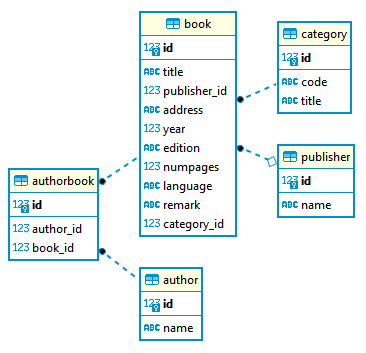 book
123 id
ABC title
123 publisher_id
ABC address
123 year
ABC edition
123 numpages
ABC language
ABC remark
123 category_id
category
123 id
ABC code
ABC title
publisher
123 id
ABC name
authorbook
123 id
123 author_id
123 book_id
author
123 id
ABC name